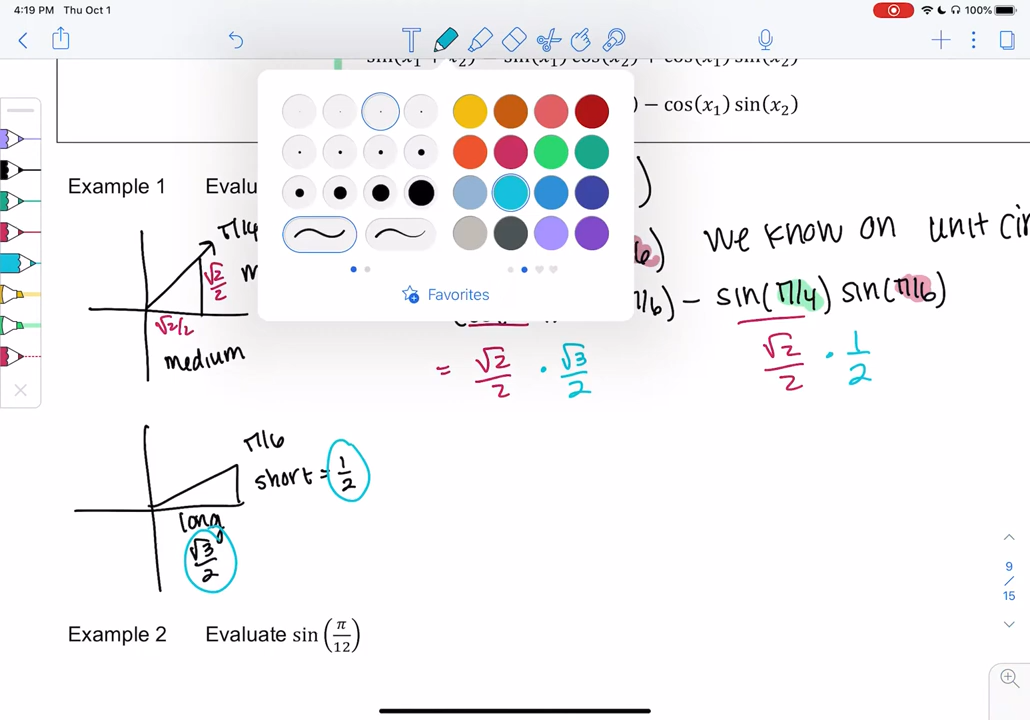 4:19 PM Thu Oct 1
100%
− cos(x₁) sin(x₂)
Example 1 Evalua
π/4
We know on unit cir
√2/2
m
π/6) − sin(π/4) sin(π/6)
√2/2
medium
= √2/2 · √3/2
√2/2 · 1/2
Favorites
π/6
short = 1/2
long
√3/2
9
/
15
Example 2 Evaluate sin (π/12)